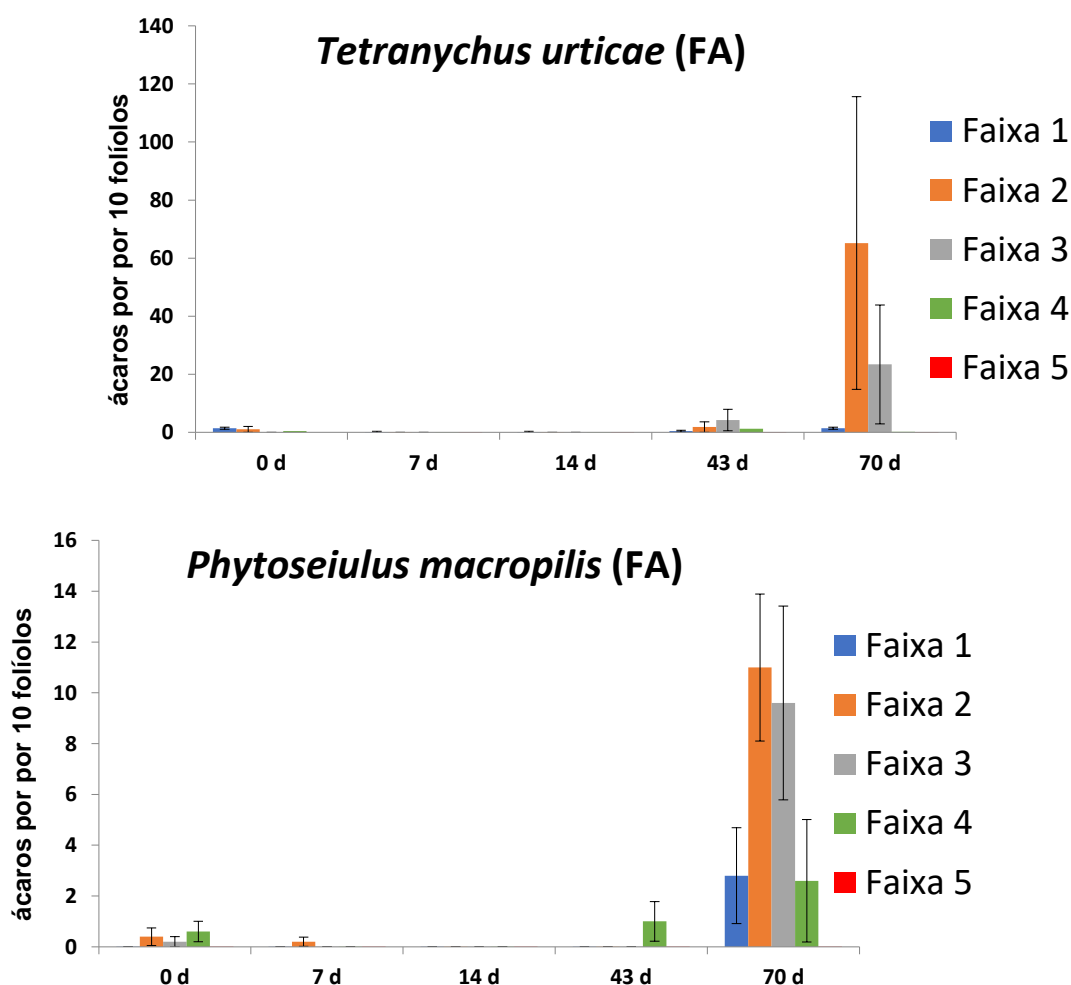 Tetranychus urticae (FA)
ácaros por por 10 folíolos
140
120
100
80
60
40
20
0
0 d
7 d
14 d
43 d
70 d
Faixa 1
Faixa 2
Faixa 3
Faixa 4
Faixa 5
Phytoseiulus macropilis (FA)
ácaros por por 10 folíolos
16
14
12
10
8
6
4
2
0
0 d
7 d
14 d
43 d
70 d
Faixa 1
Faixa 2
Faixa 3
Faixa 4
Faixa 5